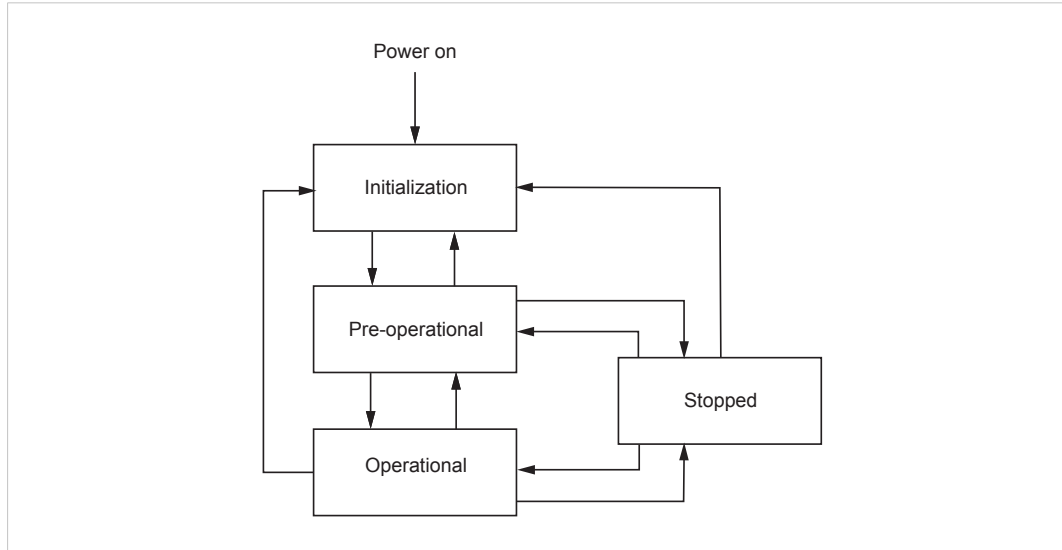 Power on
Initialization
Pre-operational
Stopped
Operational